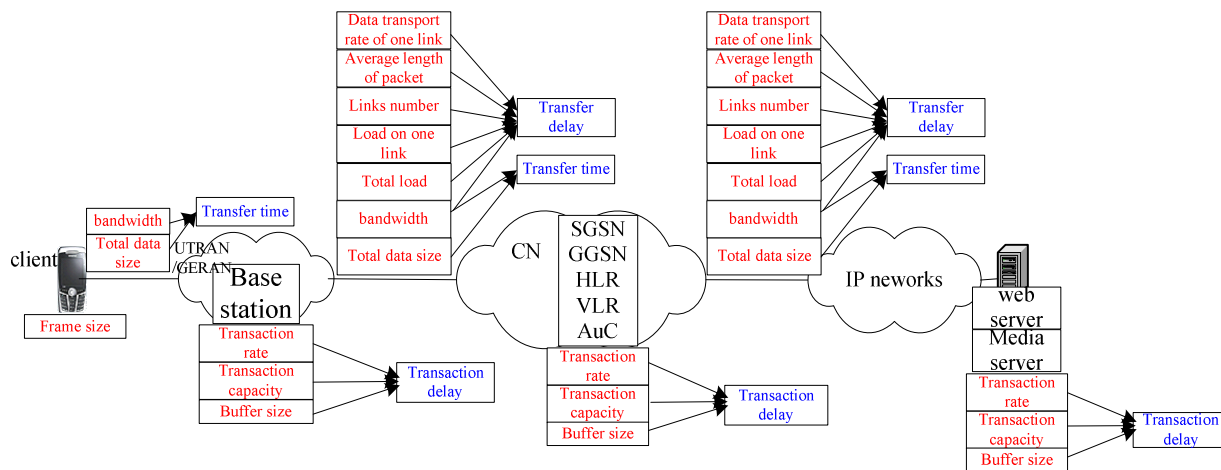 Data transport
rate of one link
Average length
of packet
Links number
Load on one
link
Total load
bandwidth
Total data size
Transfer
delay
Transfer time
Data transport
rate of one link
Average length
of packet
Links number
Load on one
link
Total load
bandwidth
Total data size
Transfer
delay
Transfer time
bandwidth
Total data
size
Transfer time
client
Frame size
UTRAN
/GERAN
Base
station
Transaction
rate
Transaction
capacity
Buffer size
Transaction
delay
CN
SGSN
GGSN
HLR
VLR
AuC
Transaction
rate
Transaction
capacity
Buffer size
Transaction
delay
IP neworks
web
server
Media
server
Transaction
rate
Transaction
capacity
Buffer size
Transaction
delay